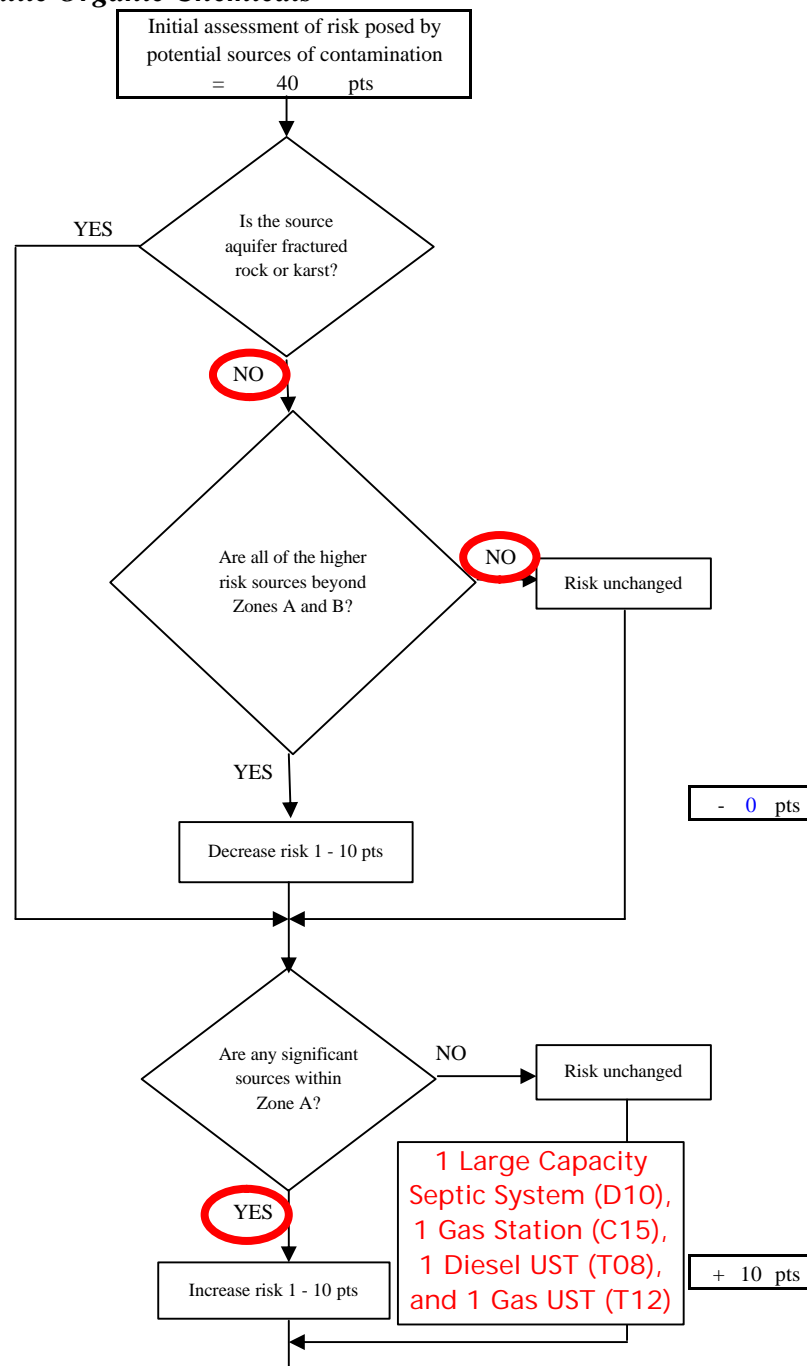 Organic Chemicals
Initial assessment of risk posed by
potential sources of contamination
= 40 pts
YES
Is the source
aquifer fractured
rock or karst?
NO
Are all of the higher
risk sources beyond
Zones A and B?
NO
Risk unchanged
YES
- 0 pts
Decrease risk 1 - 10 pts
Are any significant
sources within
Zone A?
NO
Risk unchanged
1 Large Capacity
Septic System (D10),
1 Gas Station (C15),
1 Diesel UST (T08),
and 1 Gas UST (T12)
YES
+ 10 pts
Increase risk 1 - 10 pts